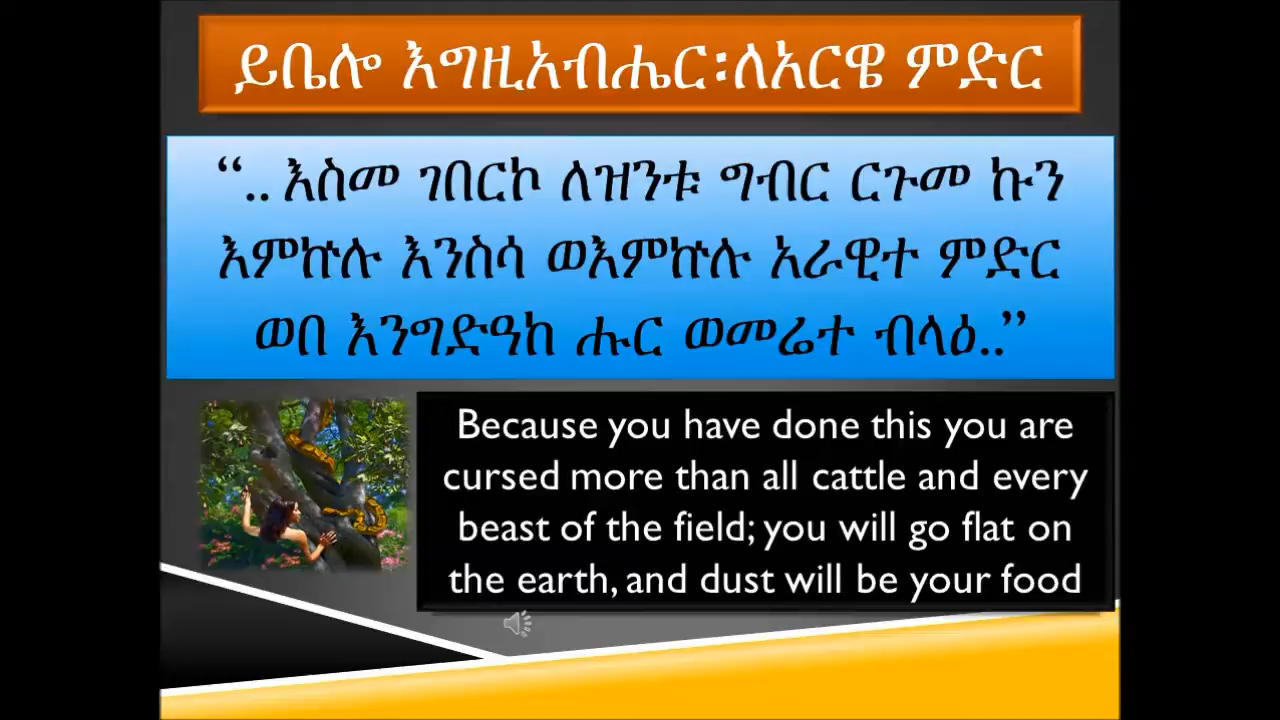 ይቤሎ እግዚአብሔር፡ለአርዌ ምድር
“.. እስመ ገበርኮ ለዝንቱ ግብር ርጉመ ኩን
እምኵሉ እንስሳ ወእምኵሉ አራዊተ ምድር
ወበ እንግድዓከ ሑር ወመሬተ ብላዕ..”
Because you have done this you are
cursed more than all cattle and every
beast of the field; you will go flat on
the earth, and dust will be your food